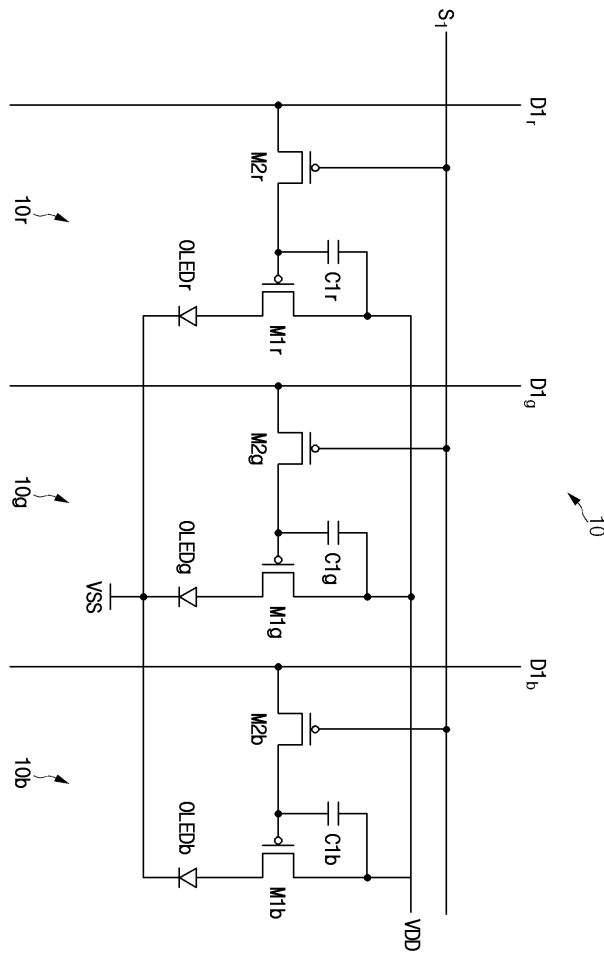 10
D1r
D1g
D1b
S1
VDD
C1r
C1g
C1b
M2r
M1r
M2g
M1g
M2b
M1b
OLEDr
OLEDg
OLEDb
VSS
10r
10g
10b